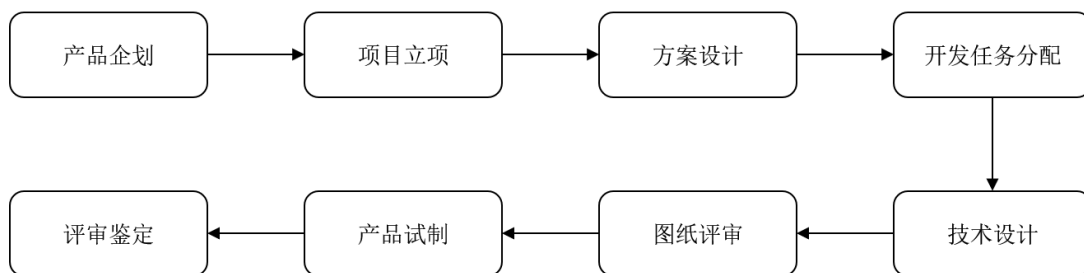 产品企划
项目立项
方案设计
开发任务分配
技术设计
图纸评审
产品试制
评审鉴定